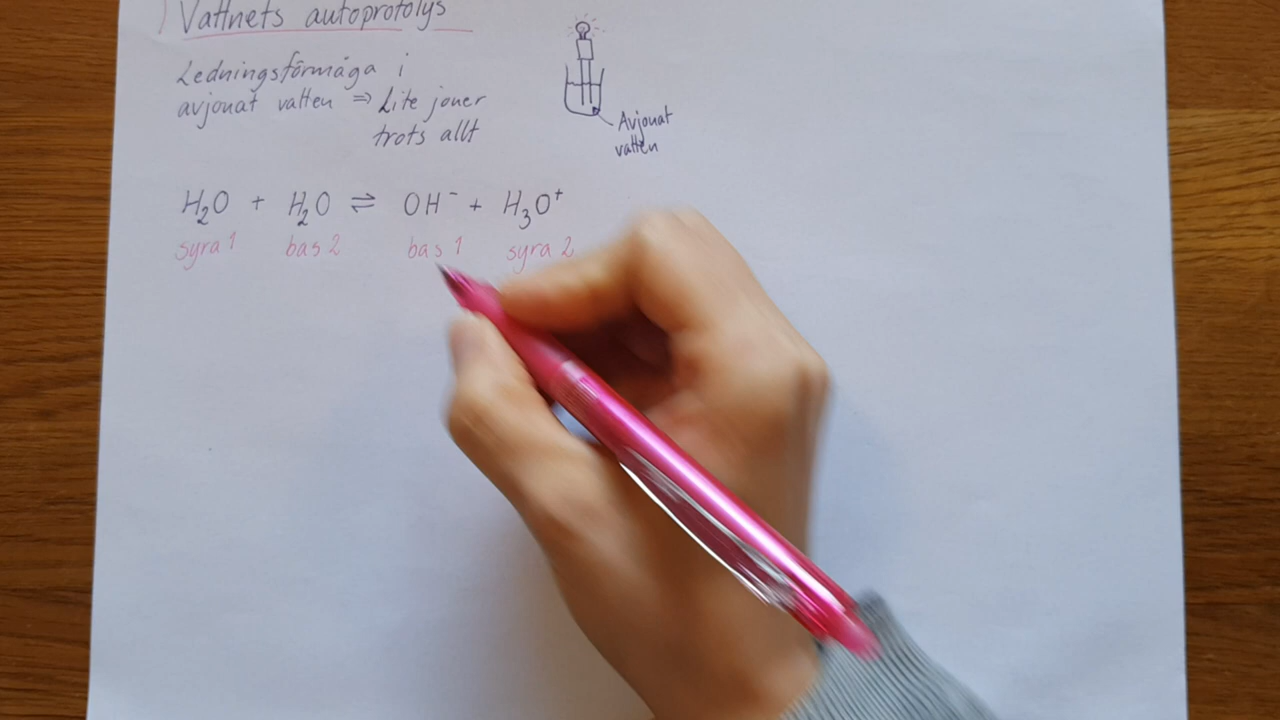 Vattnets autoprotolys
Ledningsförmåga i
avjonat vatten ⇒ Lite joner
trots allt
Avjonat
vatten
H₂O + H₂O ⇌ OH⁻ + H₃O⁺
syra 1 bas 2 bas 1 syra 2